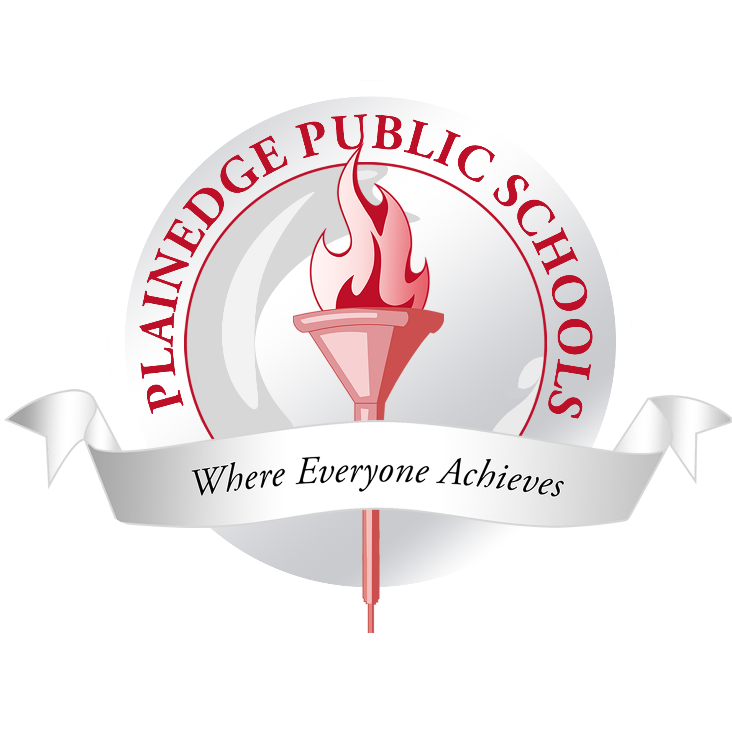 PLAINEDGE PUBLIC SCHOOLS
Where Everyone Achieves